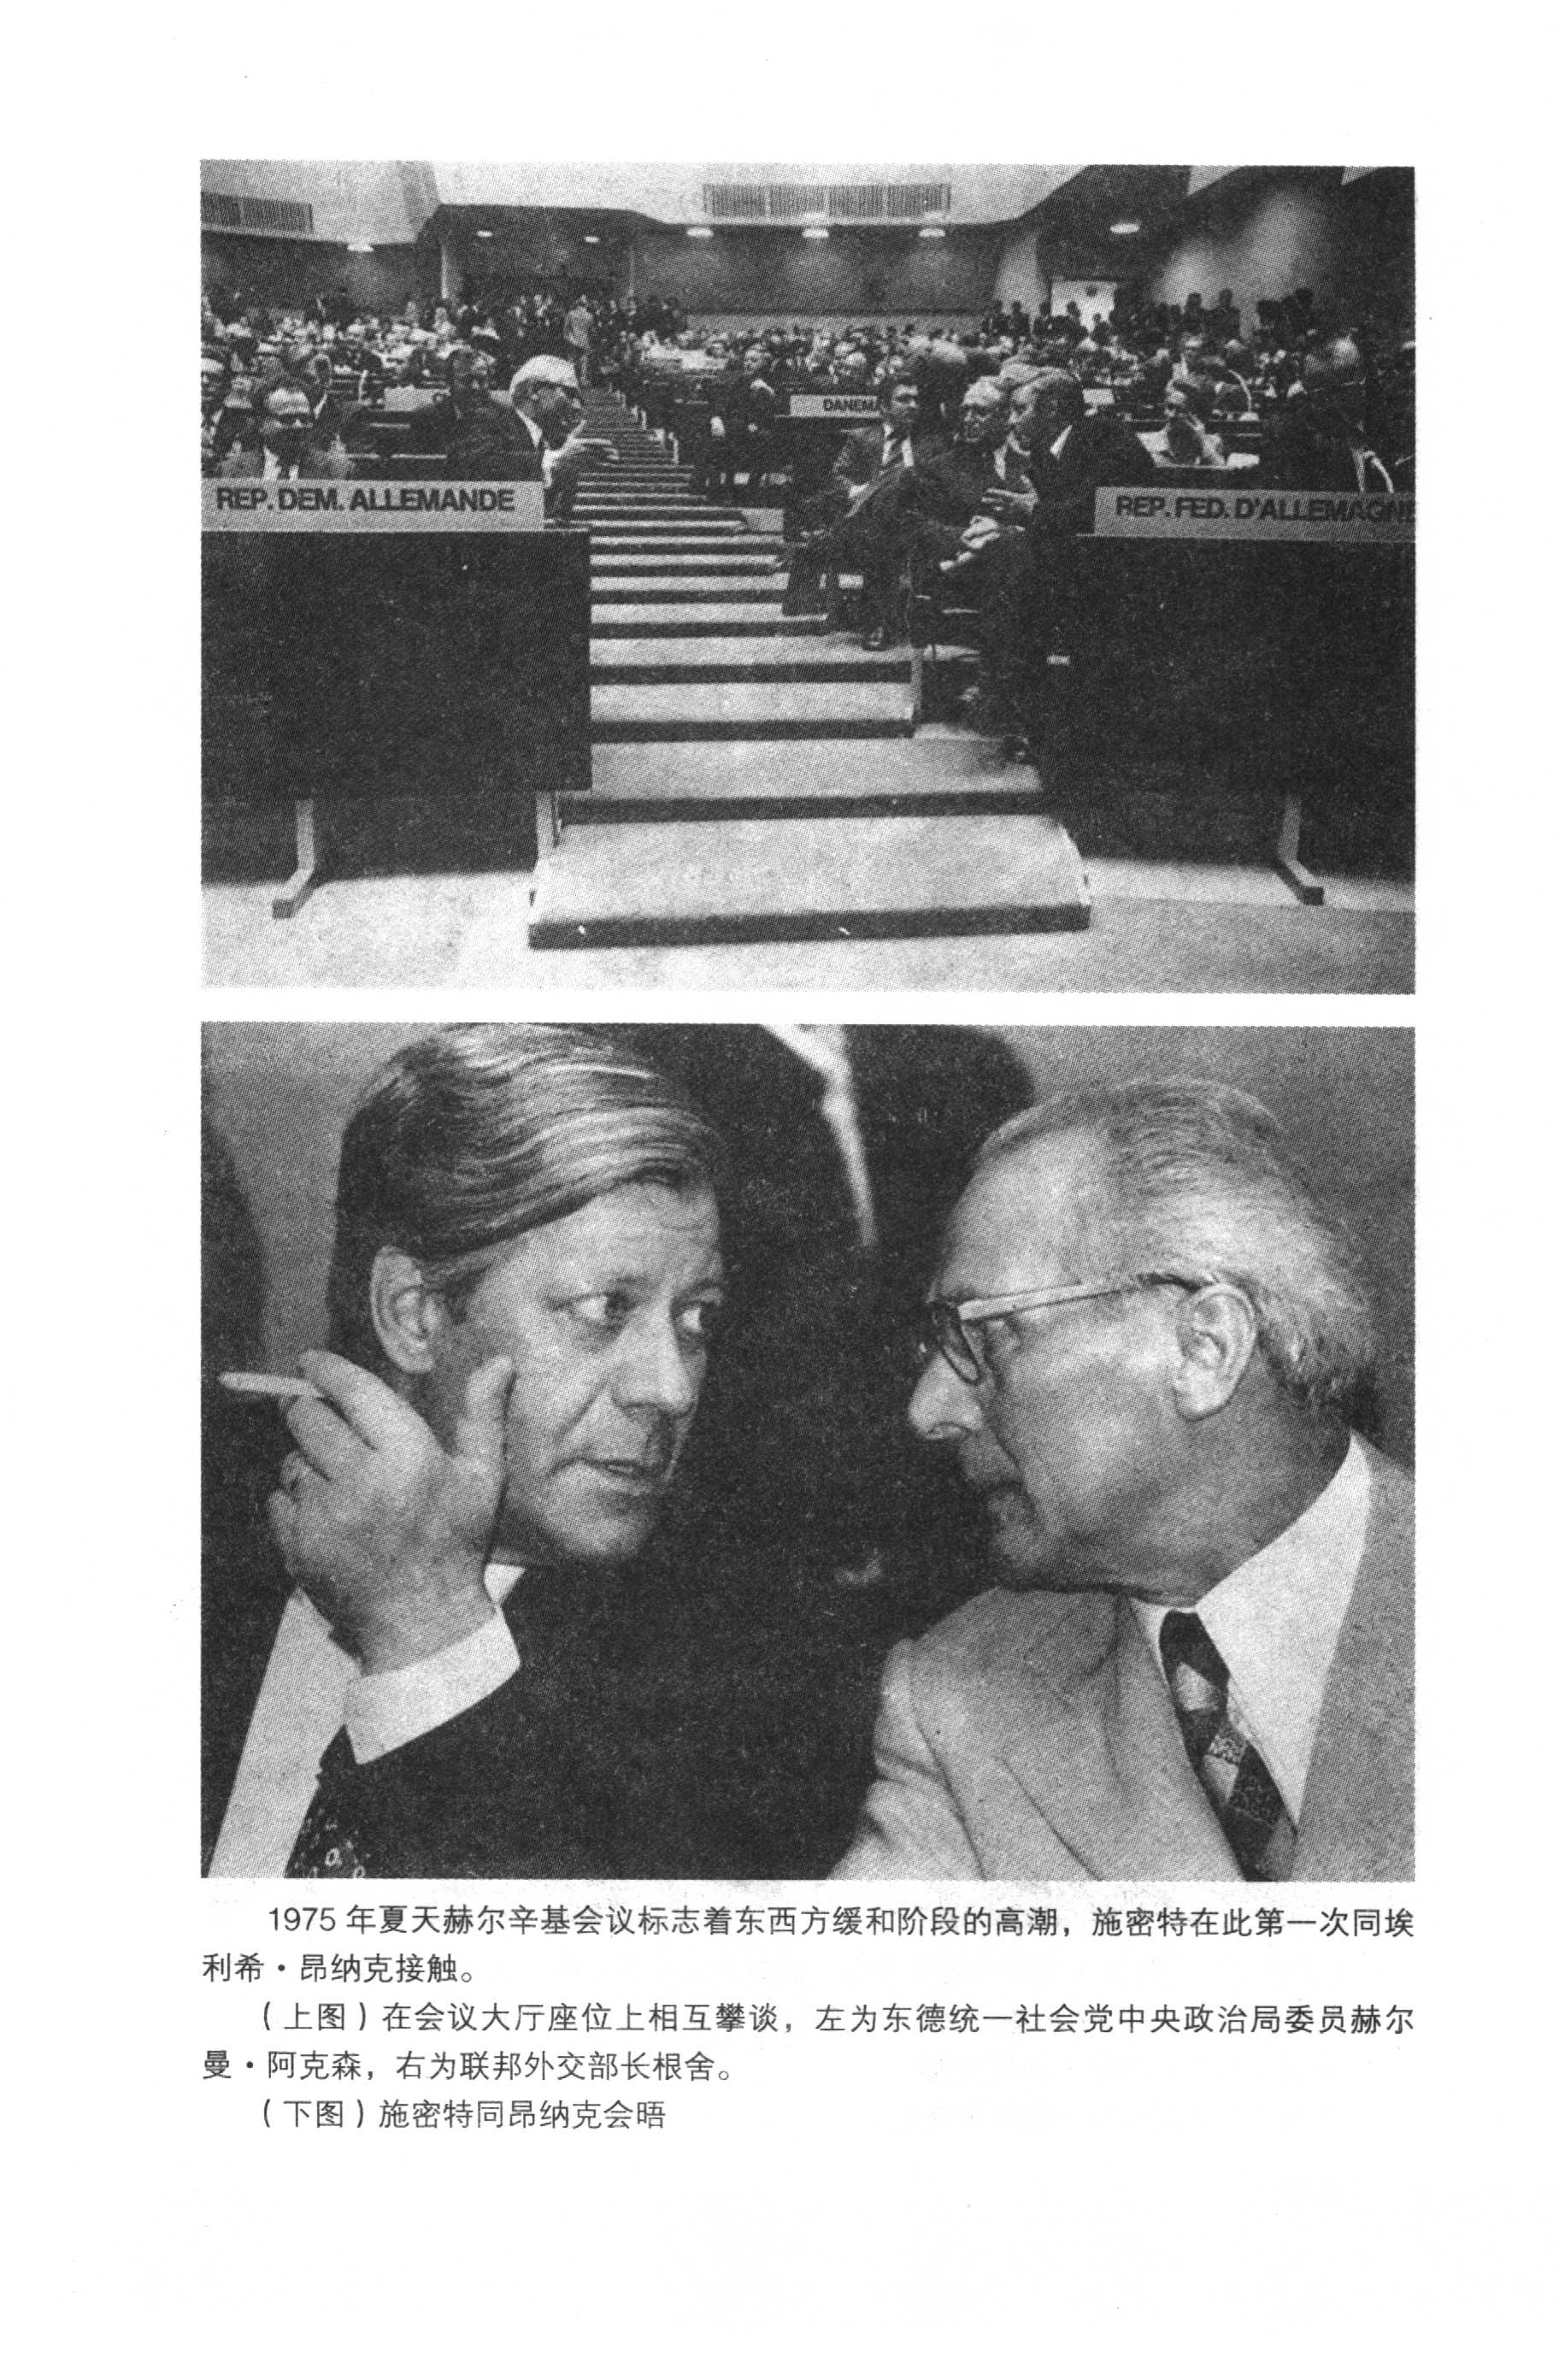 DANEMA
REP. DEM. ALLEMANDE
REP. FED. D'ALLEMAGNE
1975 年夏天赫尔辛基会议标志着东西方缓和阶段的高潮，施密特在此第一次同埃
利希·昂纳克接触。
（上图）在会议大厅座位上相互攀谈，左为东德统一社会党中央政治局委员赫尔
曼·阿克森，右为联邦外交部长根舍。
（下图）施密特同昂纳克会晤